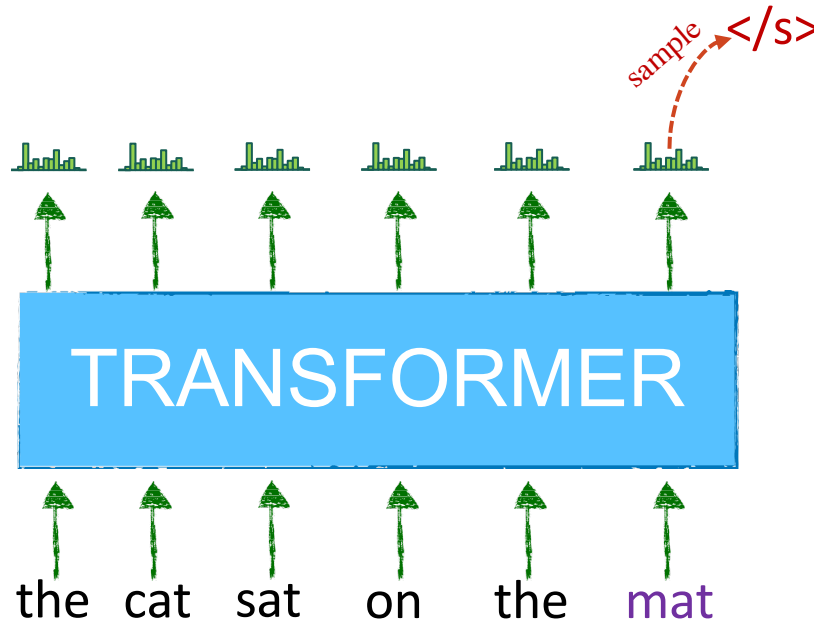 sample </s>
TRANSFORMER
the cat sat on the mat